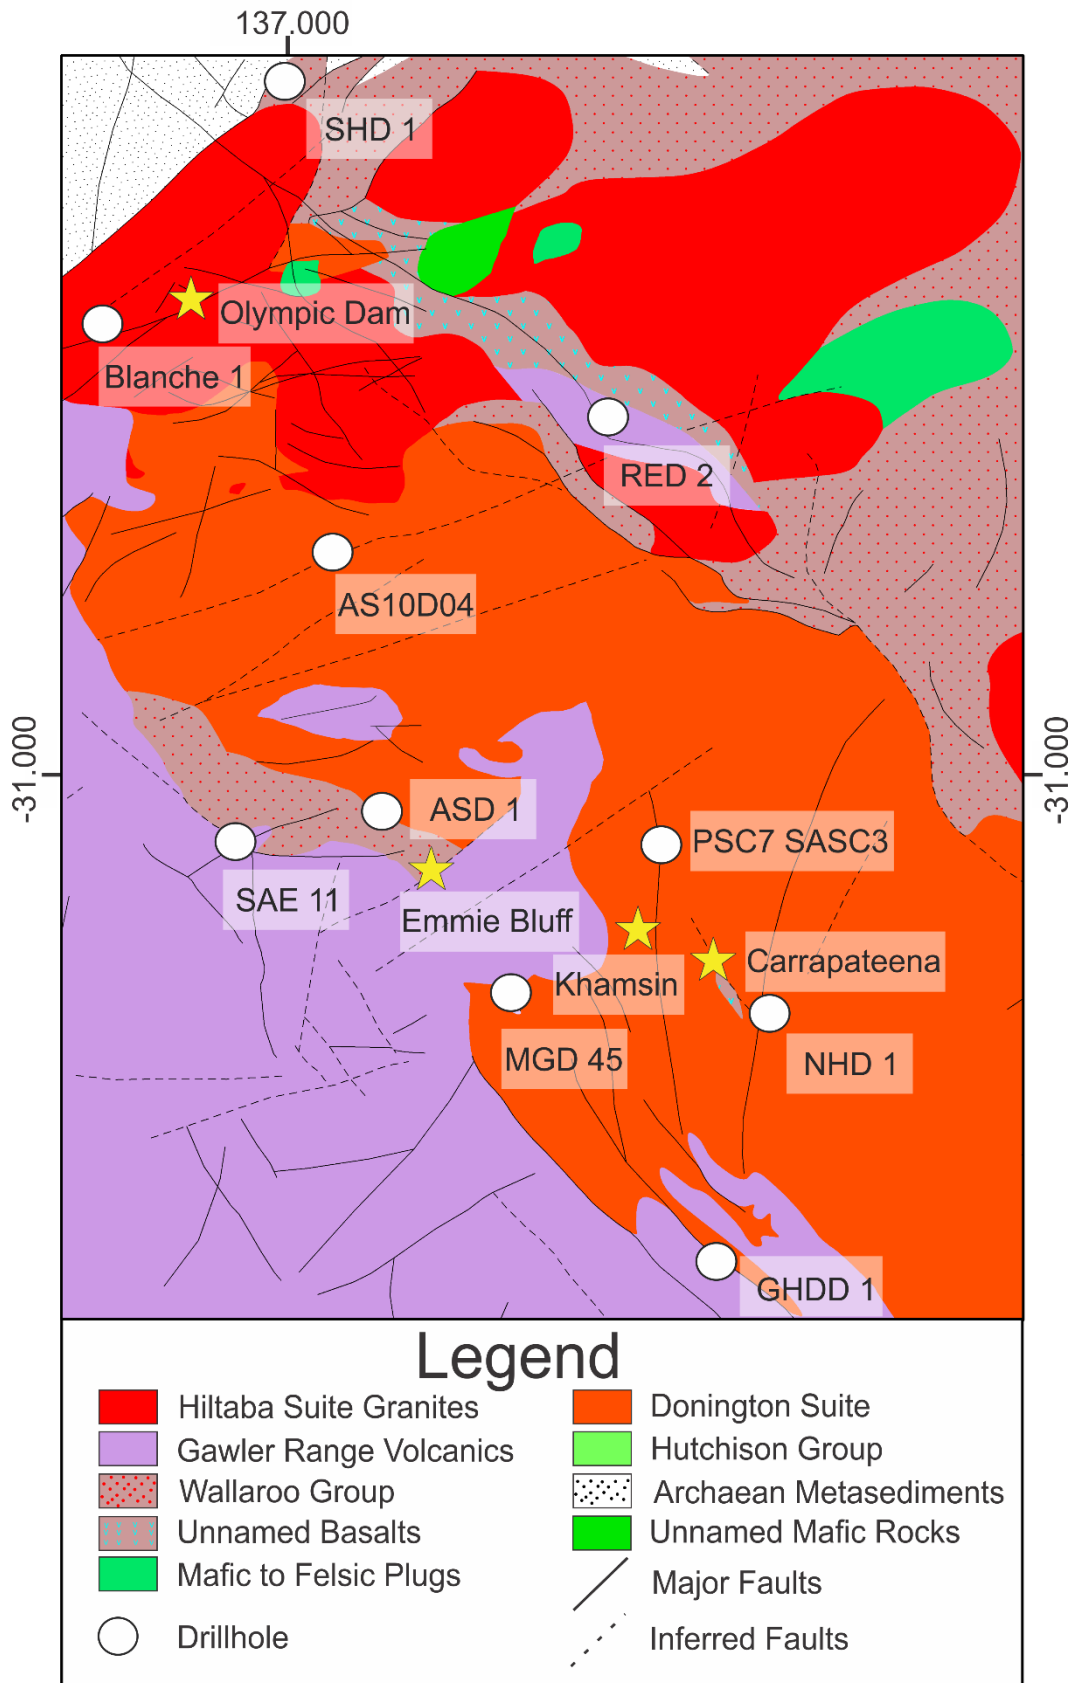 137.000
SHD 1
Olympic Dam
Blanche 1
RED 2
AS10D04
-31.000
-31.000
ASD 1
PSC7 SASC3
SAE 11
Emmie Bluff
Carrapateena
Khamsin
MGD 45
NHD 1
GHDD 1
Legend
Hiltaba Suite Granites
Donington Suite
Gawler Range Volcanics
Hutchison Group
Wallaroo Group
Archaean Metasediments
Unnamed Basalts
Unnamed Mafic Rocks
Mafic to Felsic Plugs
Major Faults
Drillhole
Inferred Faults